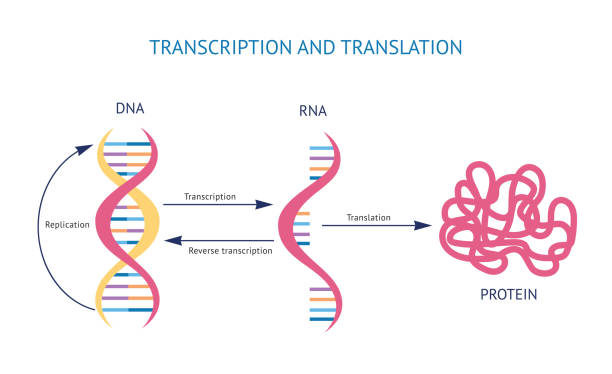 TRANSCRIPTION AND TRANSLATION
DNA
RNA
Transcription
Replication
Translation
Reverse transcription
PROTEIN